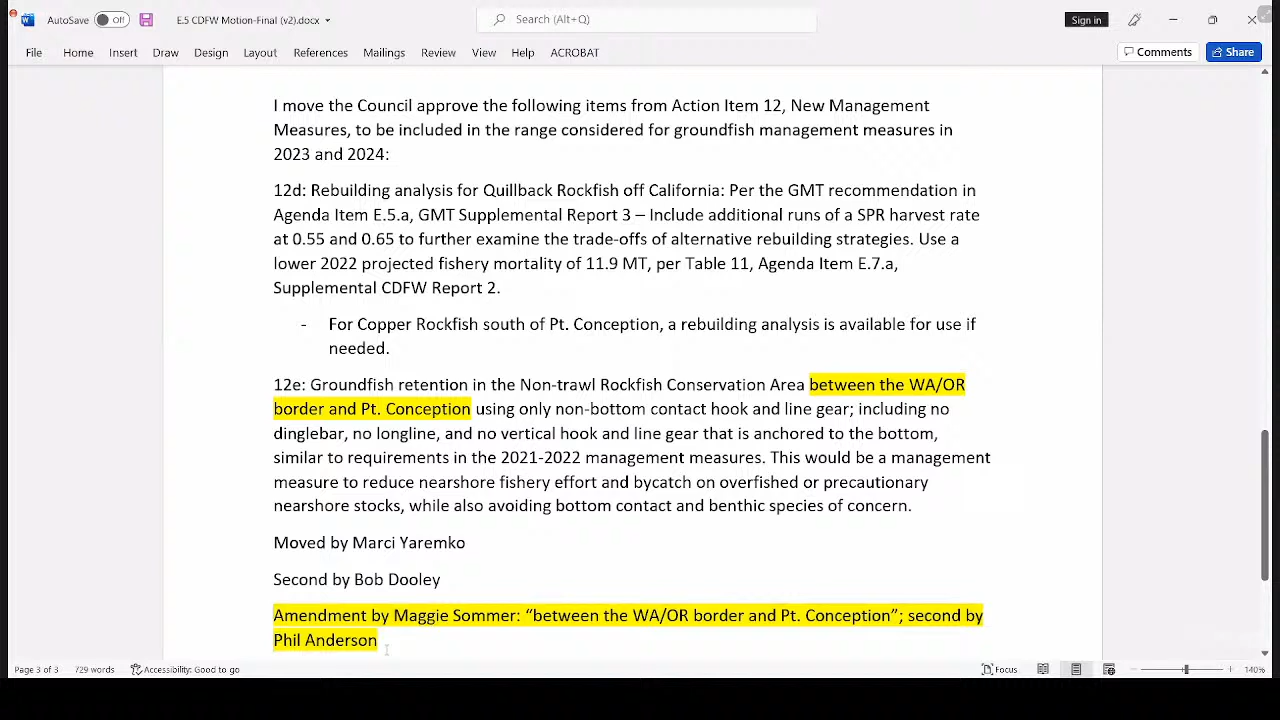 AutoSave Off E.5 CDFW Motion-Final (v2).docx Search (Alt+Q) Sign in
File Home Insert Draw Design Layout References Mailings Review View Help ACROBAT Comments Share
I move the Council approve the following items from Action Item 12, New Management
Measures, to be included in the range considered for groundfish management measures in
2023 and 2024:
12d: Rebuilding analysis for Quillback Rockfish off California: Per the GMT recommendation in
Agenda Item E.5.a, GMT Supplemental Report 3 – Include additional runs of a SPR harvest rate
at 0.55 and 0.65 to further examine the trade-offs of alternative rebuilding strategies. Use a
lower 2022 projected fishery mortality of 11.9 MT, per Table 11, Agenda Item E.7.a,
Supplemental CDFW Report 2.
- For Copper Rockfish south of Pt. Conception, a rebuilding analysis is available for use if
needed.
12e: Groundfish retention in the Non-trawl Rockfish Conservation Area between the WA/OR
border and Pt. Conception using only non-bottom contact hook and line gear; including no
dinglebar, no longline, and no vertical hook and line gear that is anchored to the bottom,
similar to requirements in the 2021-2022 management measures. This would be a management
measure to reduce nearshore fishery effort and bycatch on overfished or precautionary
nearshore stocks, while also avoiding bottom contact and benthic species of concern.
Moved by Marci Yaremko
Second by Bob Dooley
Amendment by Maggie Sommer: “between the WA/OR border and Pt. Conception”; second by
Phil Anderson
Page 3 of 3 729 words Accessibility: Good to go Focus 140%